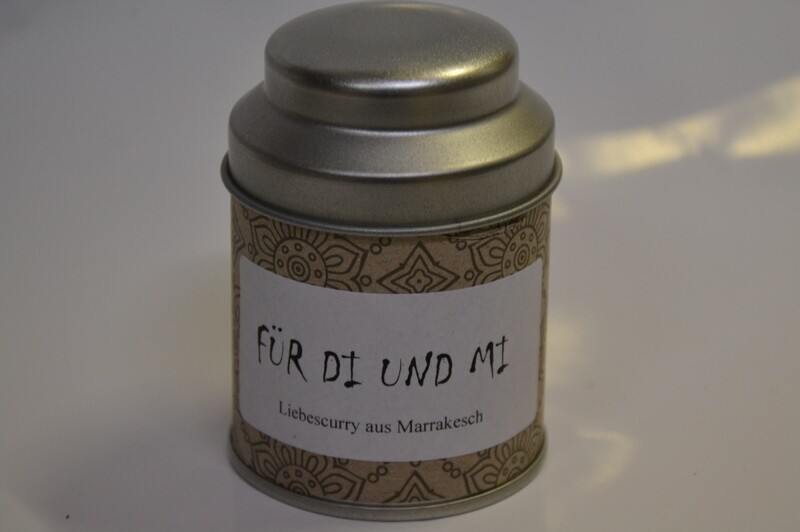 FÜR DI UND MI
Liebescurry aus Marrakesch